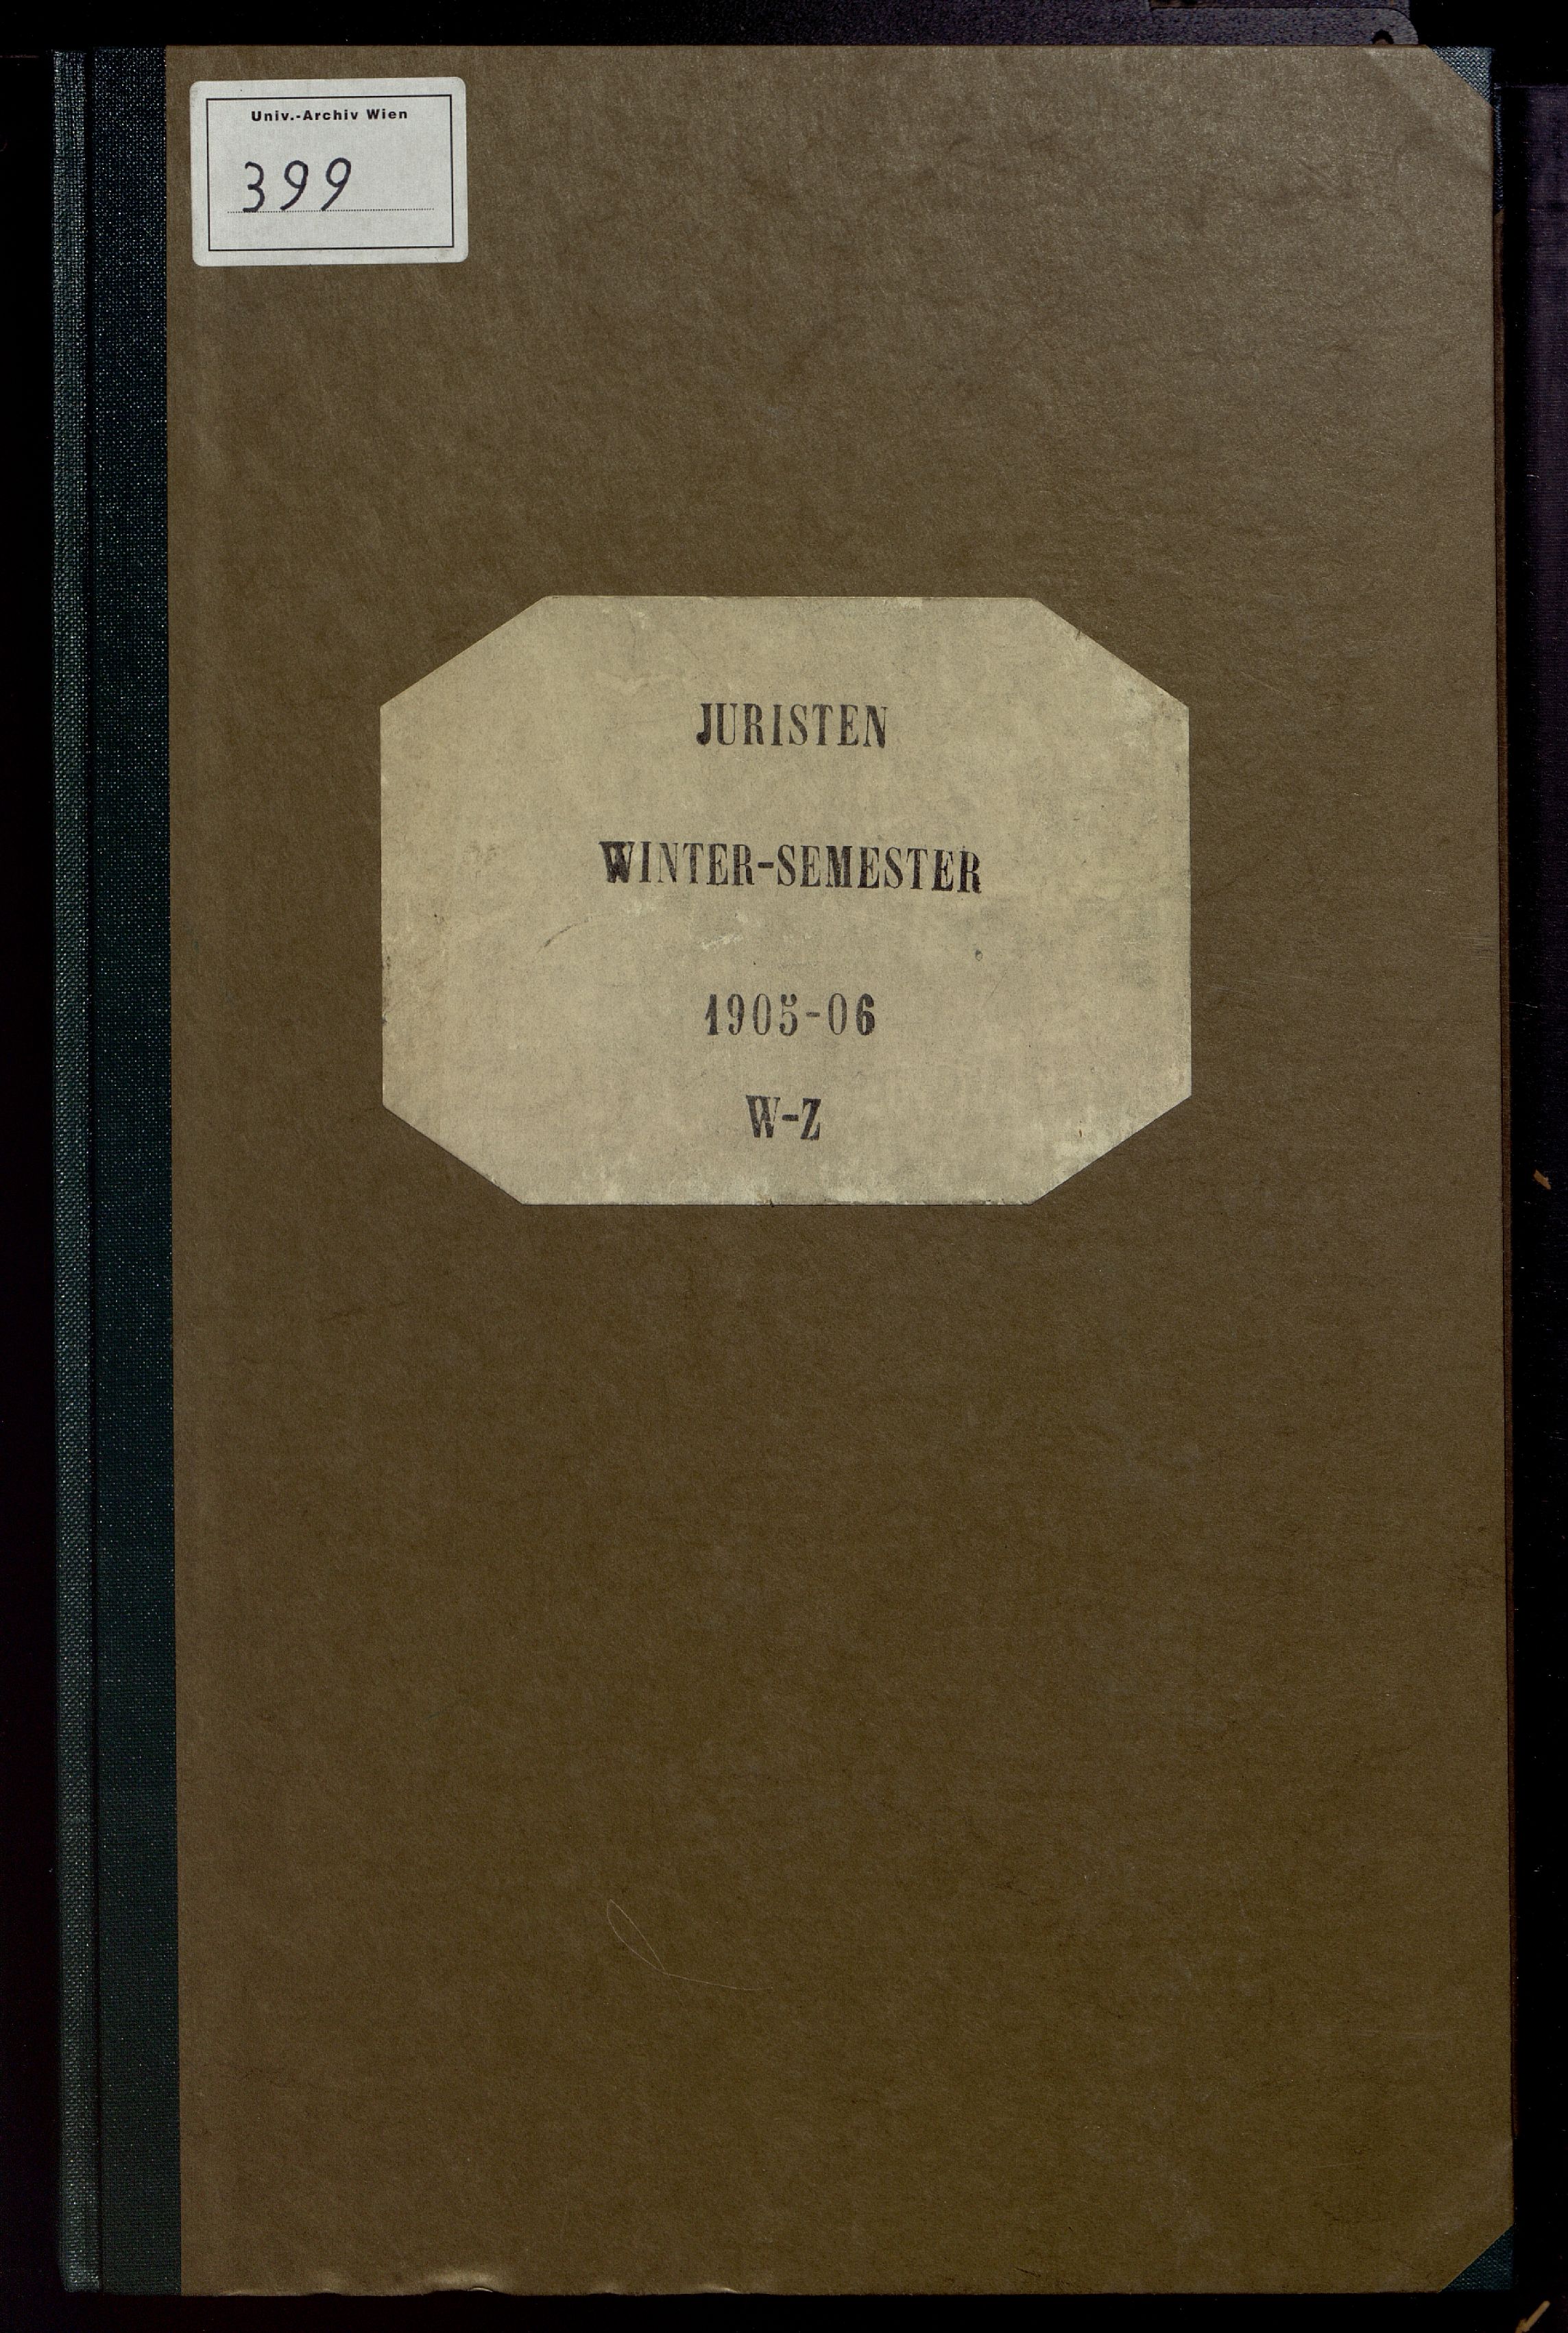 Univ.-Archiv Wien
399
JURISTEN
WINTER-SEMESTER
1905-06
W-Z